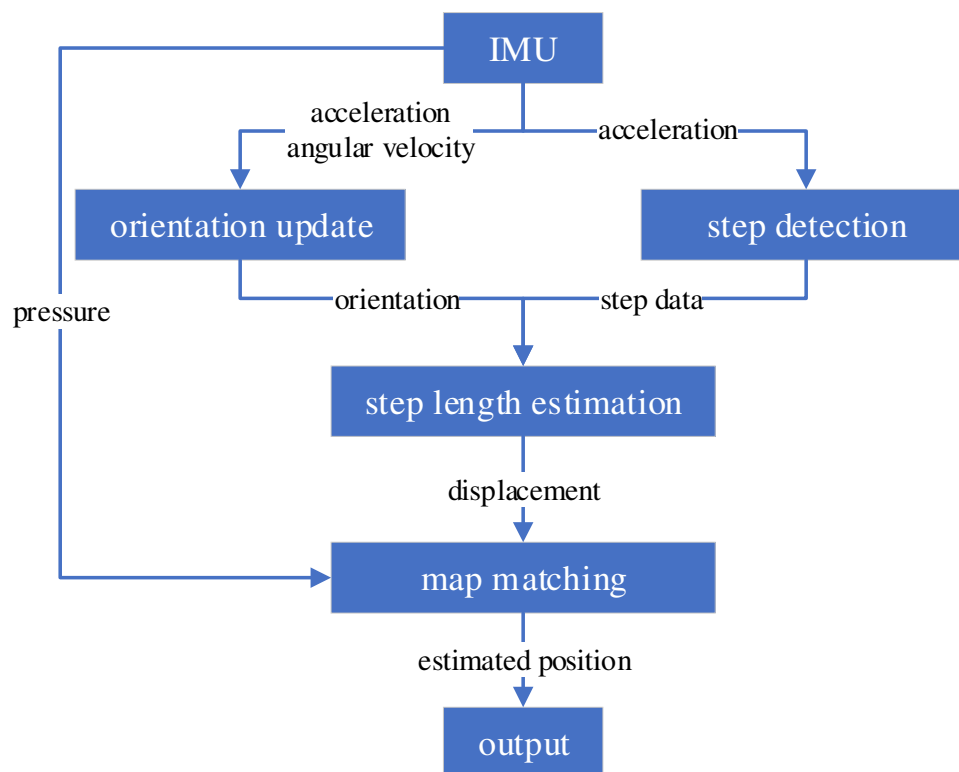 IMU
acceleration
angular velocity
acceleration
orientation update
step detection
pressure
orientation
step data
step length estimation
displacement
map matching
estimated position
output